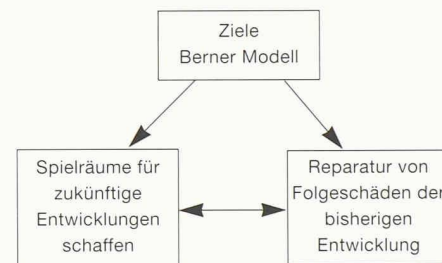 Ziele
Berner Modell
Spielräume für
zukünftige
Entwicklungen
schaffen
Reparatur von
Folgeschäden der
bisherigen
Entwicklung